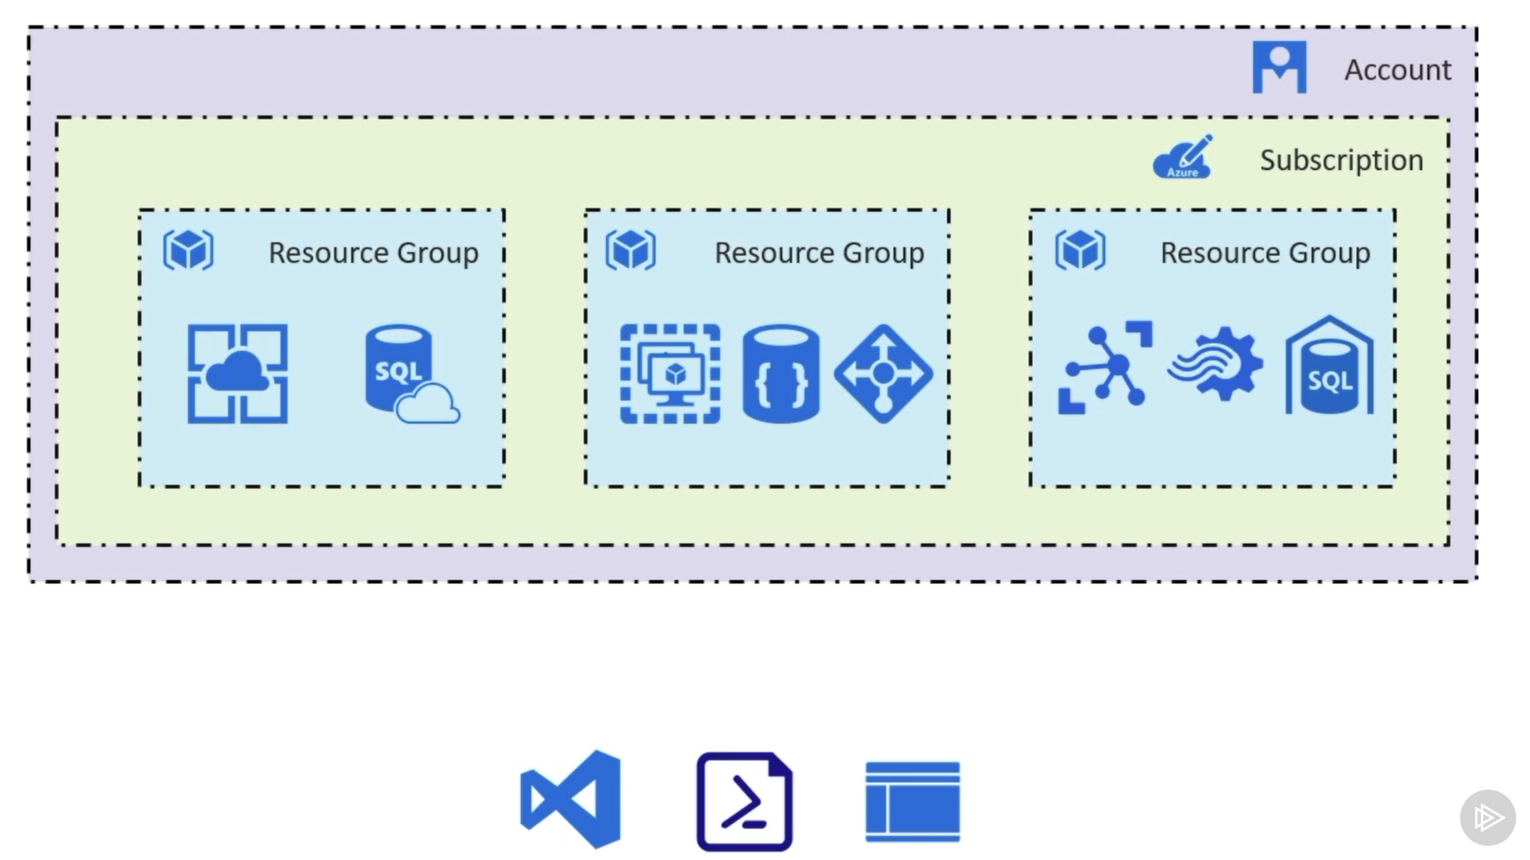 Account
Azure
Subscription
Resource Group
Resource Group
Resource Group
SQL
{ }
SQL